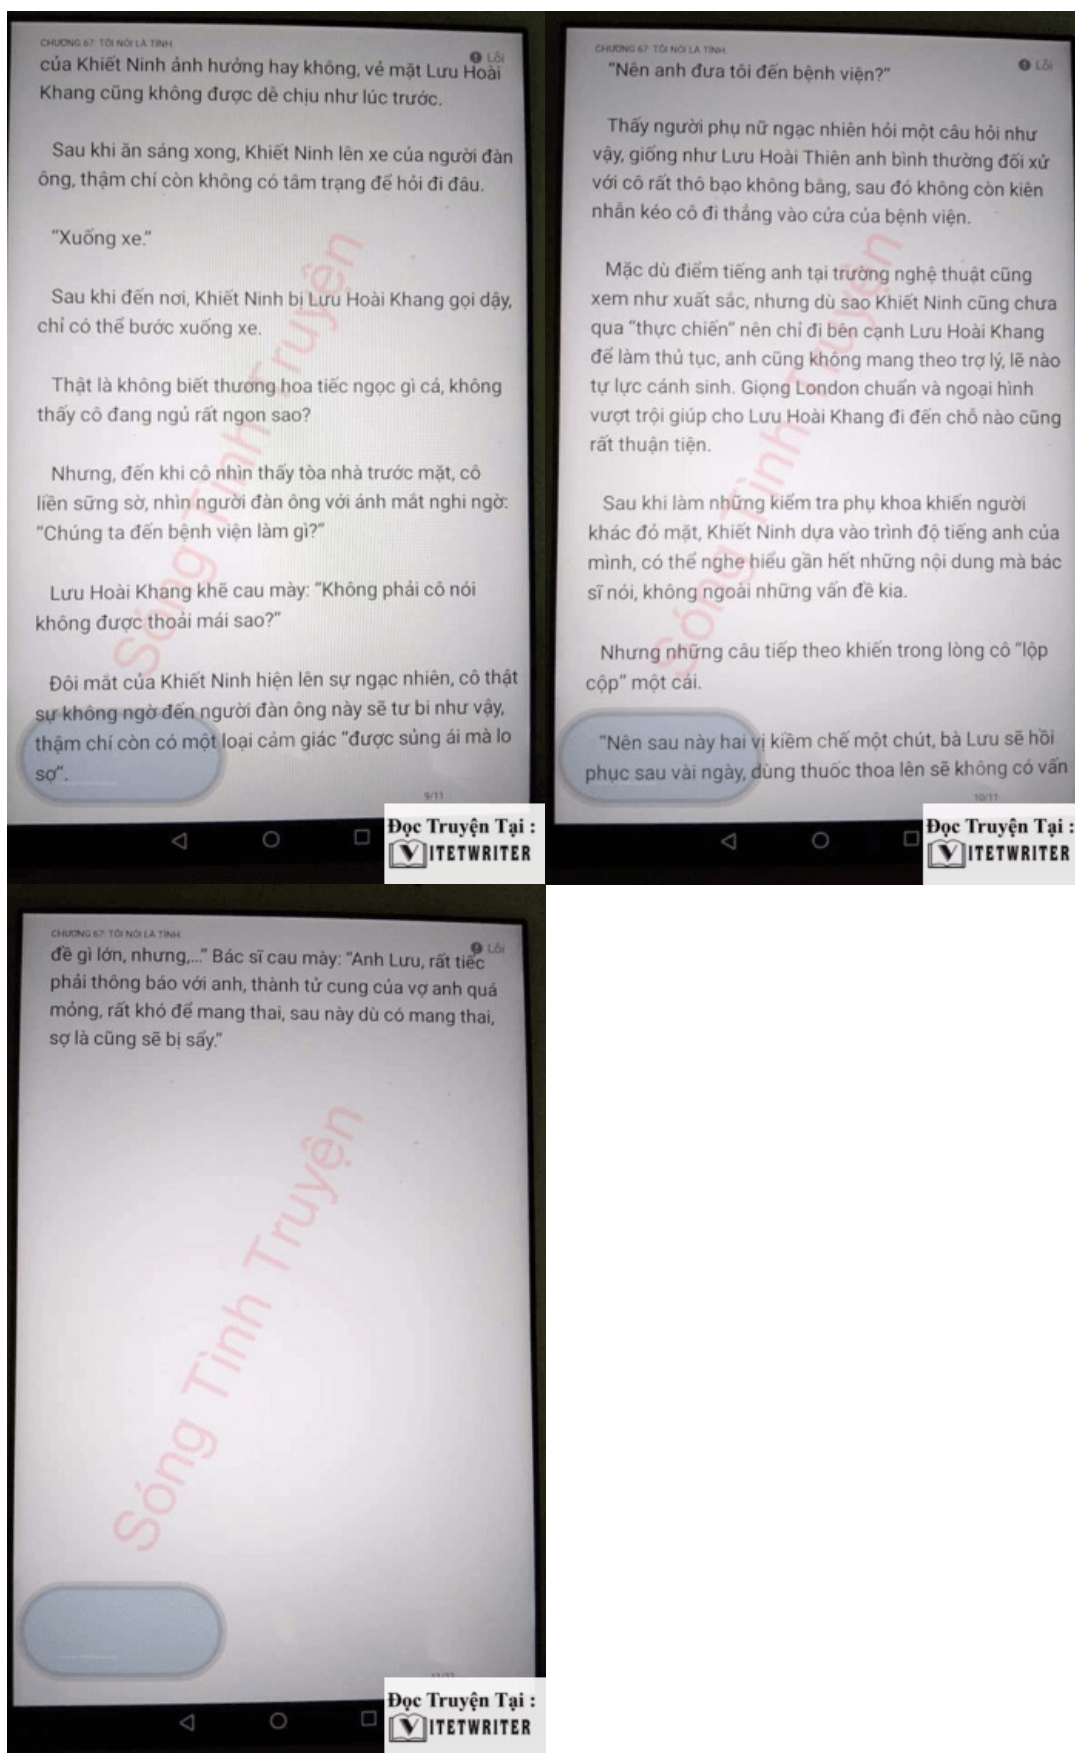 CHƯƠNG 67: TÔI NÓI LÀ TÌNH
Lỗi
của Khiết Ninh ảnh hưởng hay không, vẻ mặt Lưu Hoài
Khang cũng không được dễ chịu như lúc trước.
Sau khi ăn sáng xong, Khiết Ninh lên xe của người đàn
ông, thậm chí còn không có tâm trạng để hỏi đi đâu.
“Xuống xe.”
Sau khi đến nơi, Khiết Ninh bị Lưu Hoài Khang gọi dậy,
chỉ có thể bước xuống xe.
Thật là không biết thương hoa tiếc ngọc gì cả, không
thấy cô đang ngủ rất ngon sao?
Nhưng, đến khi cô nhìn thấy tòa nhà trước mặt, cô
liền sững sờ, nhìn người đàn ông với ánh mắt nghi ngờ:
“Chúng ta đến bệnh viện làm gì?”
Lưu Hoài Khang khẽ cau mày: “Không phải cô nói
không được thoải mái sao?”
Đôi mắt của Khiết Ninh hiện lên sự ngạc nhiên, cô thật
sự không ngờ đến người đàn ông này sẽ từ bi như vậy,
thậm chí còn có một loại cảm giác “được sủng ái mà lo
sợ”.
9/11
Sóng Tình Truyện
Đọc Truyện Tại :
VITETWRITER
CHƯƠNG 67: TÔI NÓI LÀ TÌNH
Lỗi
“Nên anh đưa tôi đến bệnh viện?”
Thấy người phụ nữ ngạc nhiên hỏi một câu hỏi như
vậy, giống như Lưu Hoài Thiên anh bình thường đối xử
với cô rất thô bạo không bằng, sau đó không còn kiên
nhẫn kéo cô đi thẳng vào cửa của bệnh viện.
Mặc dù điểm tiếng anh tại trường nghệ thuật cũng
xem như xuất sắc, nhưng dù sao Khiết Ninh cũng chưa
qua “thực chiến” nên chỉ đi bên cạnh Lưu Hoài Khang
để làm thủ tục, anh cũng không mang theo trợ lý, lẽ nào
tự lực cánh sinh. Giọng London chuẩn và ngoại hình
vượt trội giúp cho Lưu Hoài Khang đi đến chỗ nào cũng
rất thuận tiện.
Sau khi làm những kiểm tra phụ khoa khiến người
khác đỏ mặt, Khiết Ninh dựa vào trình độ tiếng anh của
mình, có thể nghe hiểu gần hết những nội dung mà bác
sĩ nói, không ngoài những vấn đề kia.
Nhưng những câu tiếp theo khiến trong lòng cô “lộp
cộp” một cái.
“Nên sau này hai vị kiềm chế một chút, bà Lưu sẽ hồi
phục sau vài ngày, dùng thuốc thoa lên sẽ không có vấn
10/11
Sóng Tình Truyện
Đọc Truyện Tại :
VITETWRITER
CHƯƠNG 67: TÔI NÓI LÀ TÌNH
Lỗi
đề gì lớn, nhưng,...” Bác sĩ cau mày: “Anh Lưu, rất tiếc
phải thông báo với anh, thành tử cung của vợ anh quá
mỏng, rất khó để mang thai, sau này dù có mang thai,
sợ là cũng sẽ bị sẩy.”
Sóng Tình Truyện
11/11
Đọc Truyện Tại :
VITETWRITER